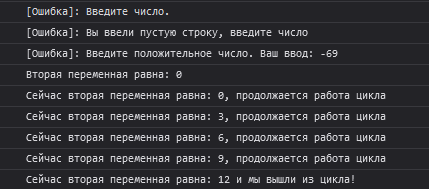 [Ошибка]: Введите число.
[Ошибка]: Вы ввели пустую строку, введите число
[Ошибка]: Введите положительное число. Ваш ввод: -69
Вторая переменная равна: 0
Сейчас вторая переменная равна: 0, продолжается работа цикла
Сейчас вторая переменная равна: 3, продолжается работа цикла
Сейчас вторая переменная равна: 6, продолжается работа цикла
Сейчас вторая переменная равна: 9, продолжается работа цикла
Сейчас вторая переменная равна: 12 и мы вышли из цикла!